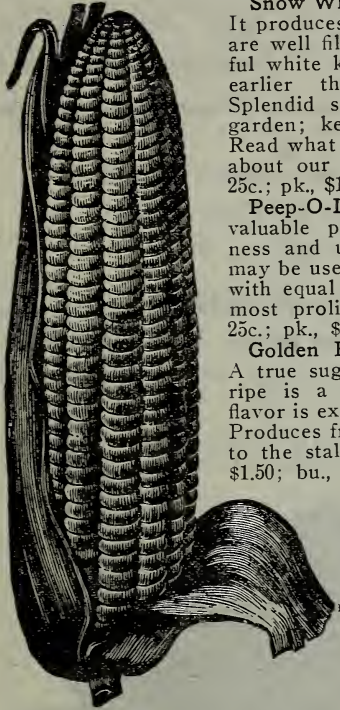 Snow W
It produces
are well fil
ful white k
earlier th
Splendid s
garden; ke
Read what
about our
25c.; pk., $1
Peep-O-D
valuable p
ness and u
may be use
with equal
most proli
25c.; pk., $
Golden B
A true sug
ripe is a
flavor is ex
Produces fr
to the stal
$1.50; bu.,